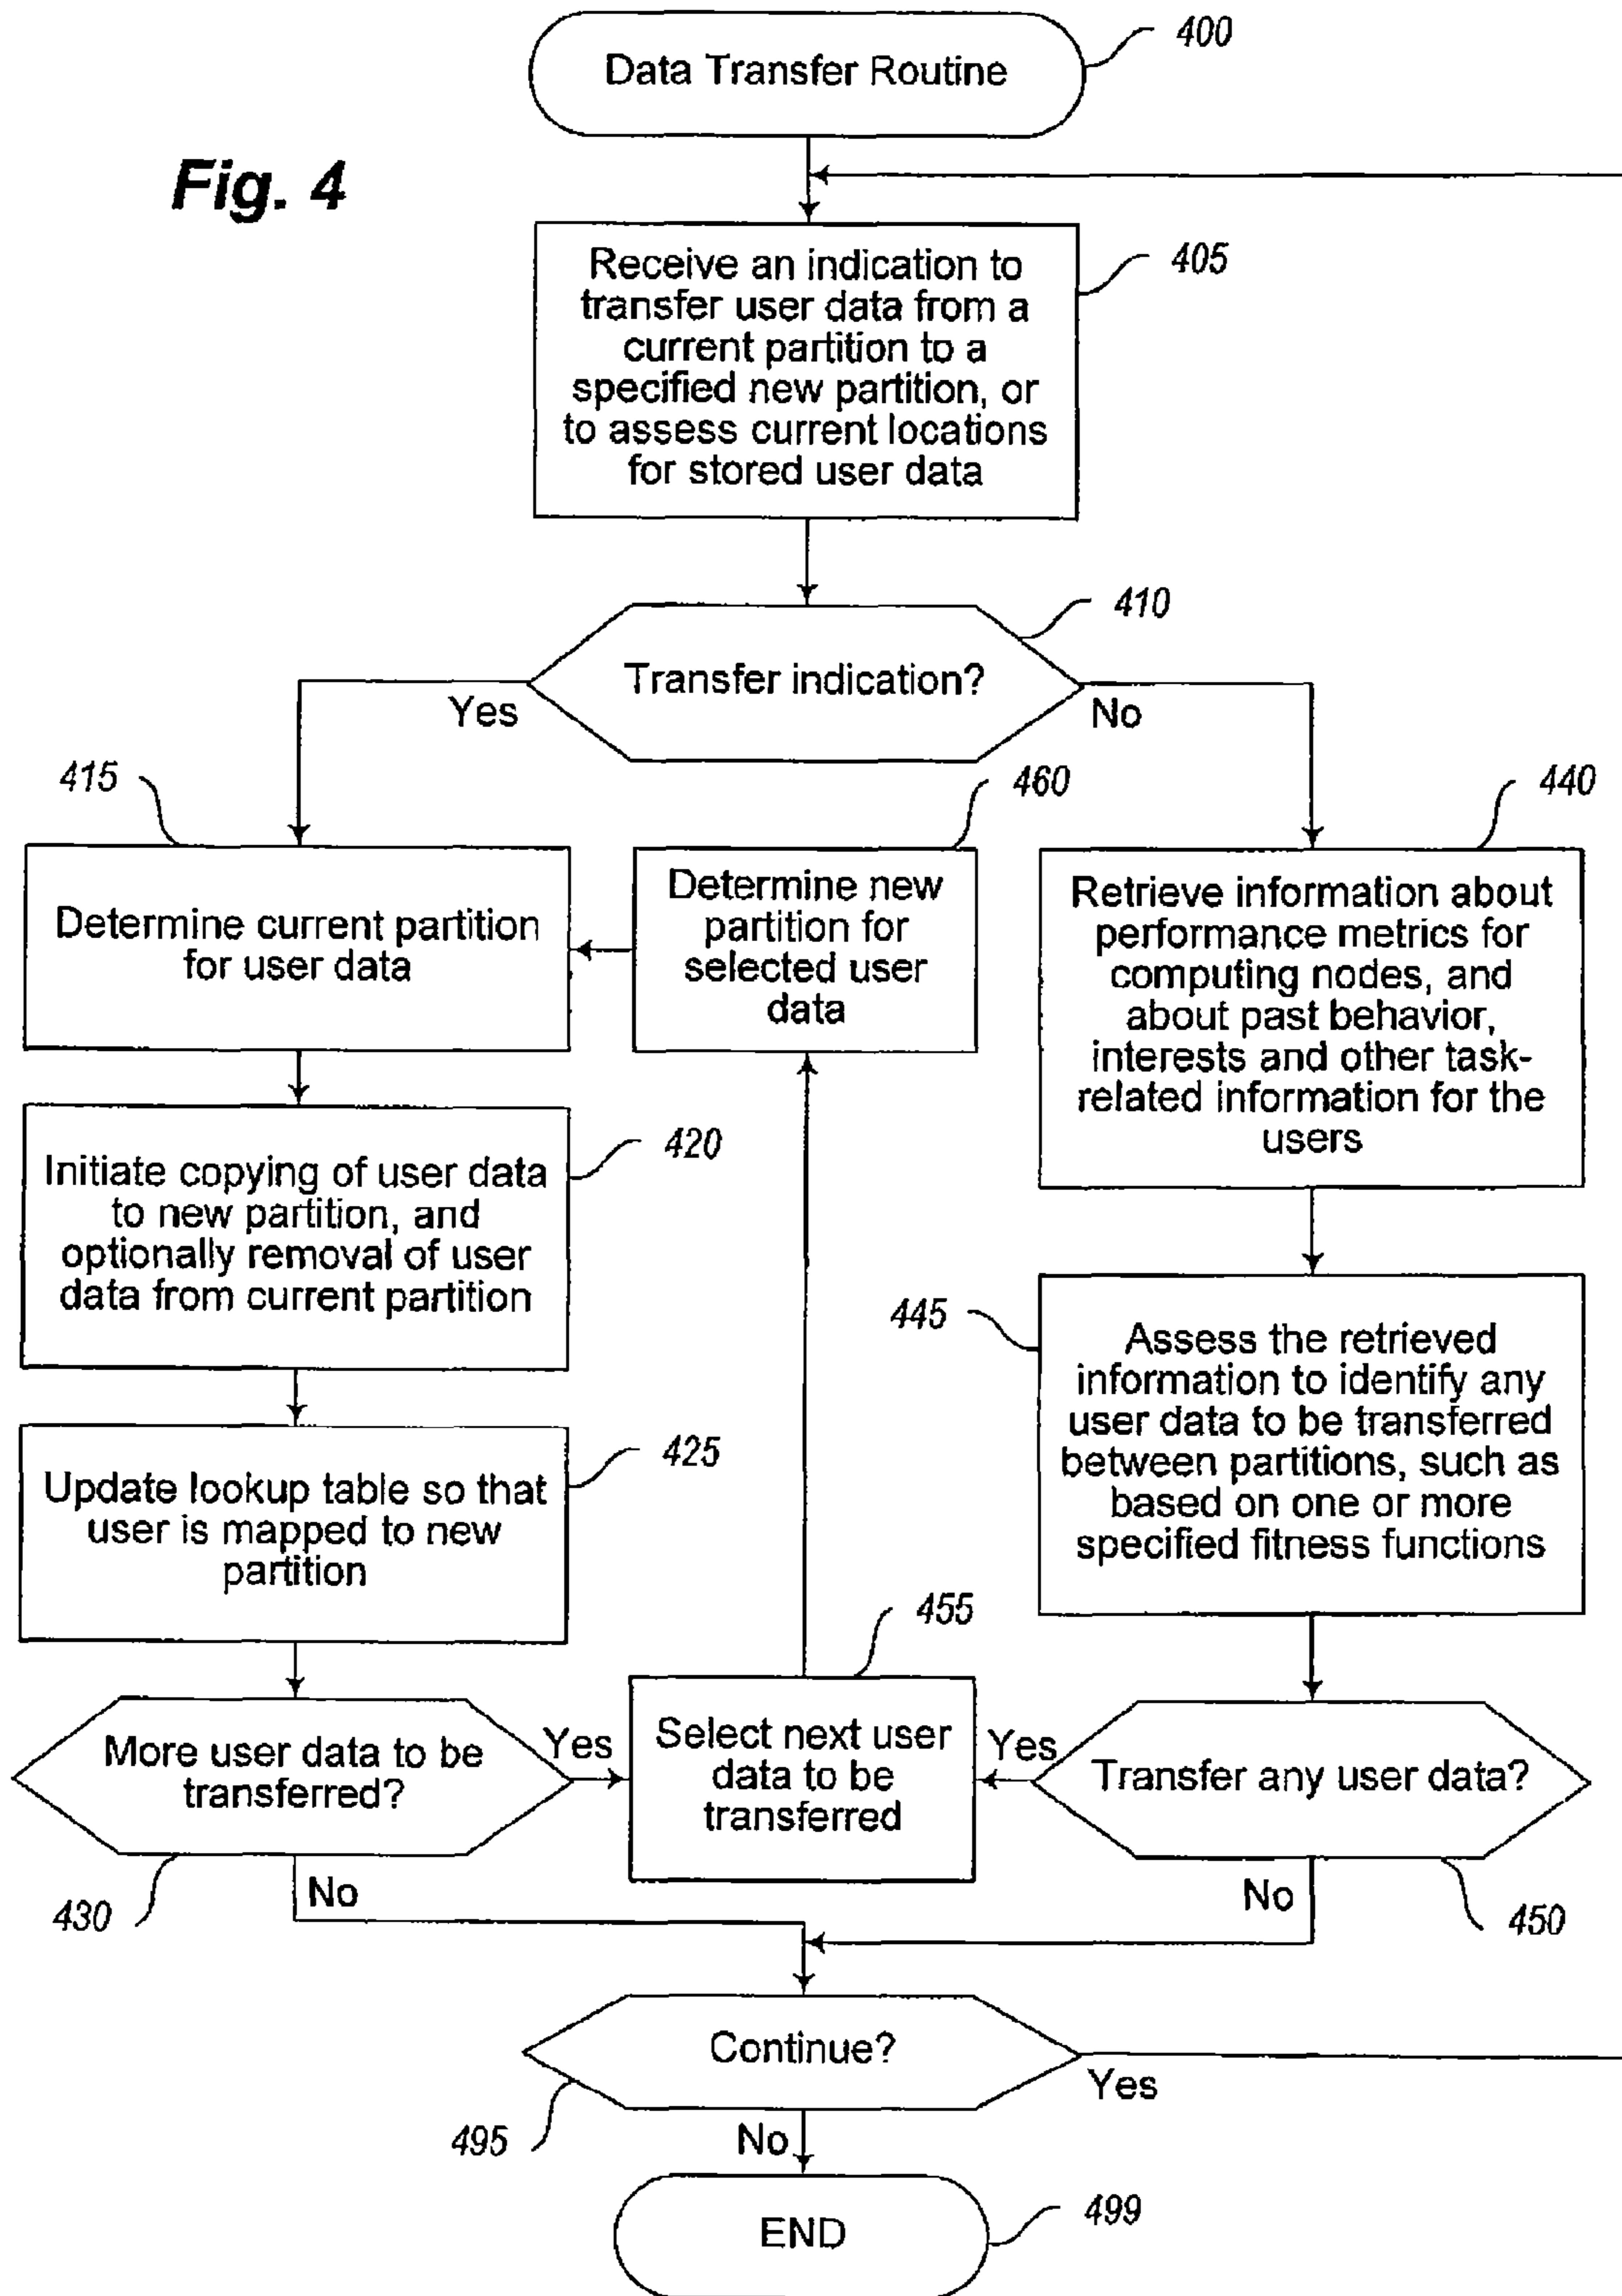 Fig. 4
Data Transfer Routine
400
Receive an indication to
transfer user data from a
current partition to a
specified new partition, or
to assess current locations
for stored user data
405
Transfer indication?
410
Yes
No
415
Determine current partition
for user data
460
Determine new
partition for
selected user
data
440
Retrieve information about
performance metrics for
computing nodes, and
about past behavior,
interests and other task-
related information for the
users
Initiate copying of user data
to new partition, and
optionally removal of user
data from current partition
420
445
Assess the retrieved
information to identify any
user data to be transferred
between partitions, such as
based on one or more
specified fitness functions
Update lookup table so that
user is mapped to new
partition
425
455
More user data to be
transferred?
Yes
Select next user
data to be
transferred
Yes
Transfer any user data?
430
No
No
450
Continue?
Yes
495
No
END
499